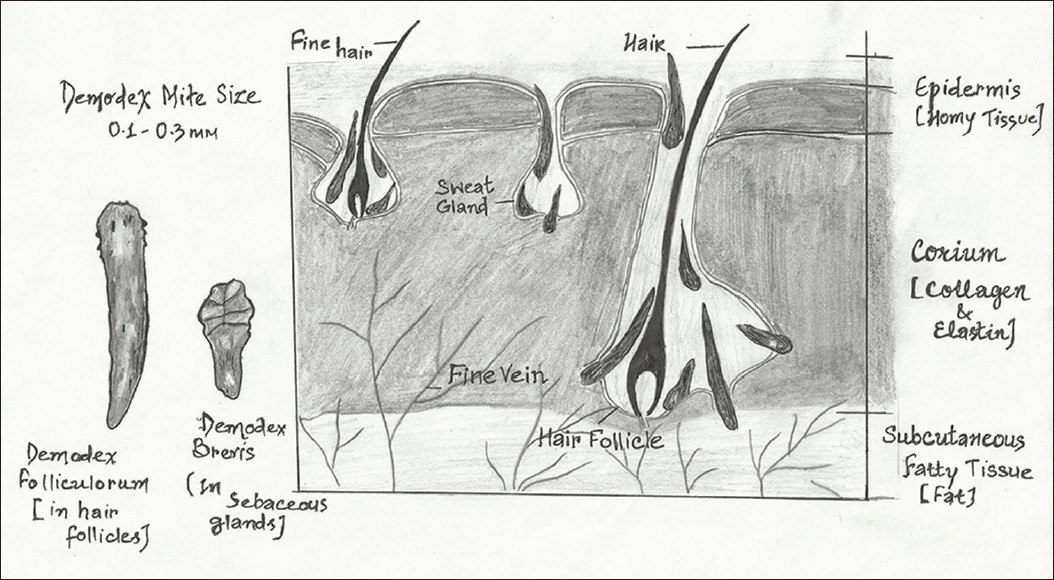 Demodex Mite Size
0.1 - 0.3 mm
Fine hair
Hair
Sweat
Gland
Fine Vein
Hair Follicle
Epidermis
[Homy Tissue]
Corium
[Collagen
&
Elastin]
Subcutaneous
Fatty Tissue
[Fat]
Demodex
folliculorum
[in hair
follicles]
Demodex
Brevis
(In
sebaceous
glands]